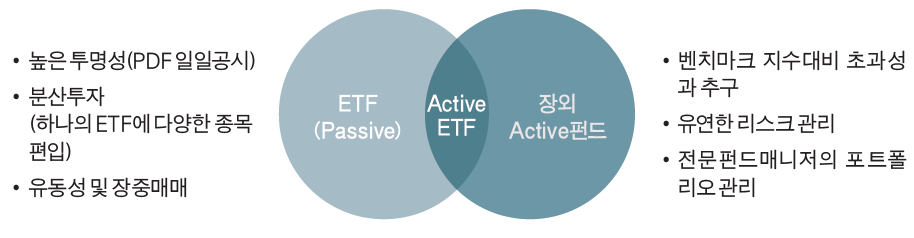 • 높은 투명성(PDF 일일공시)
• 분산투자
(하나의 ETF에 다양한 종목
편입)
• 유동성 및 장중매매
ETF
(Passive)
Active
ETF
장외
Active펀드
• 벤치마크 지수대비 초과성
과 추구
• 유연한 리스크 관리
• 전문펀드매니저의 포트폴
리오 관리